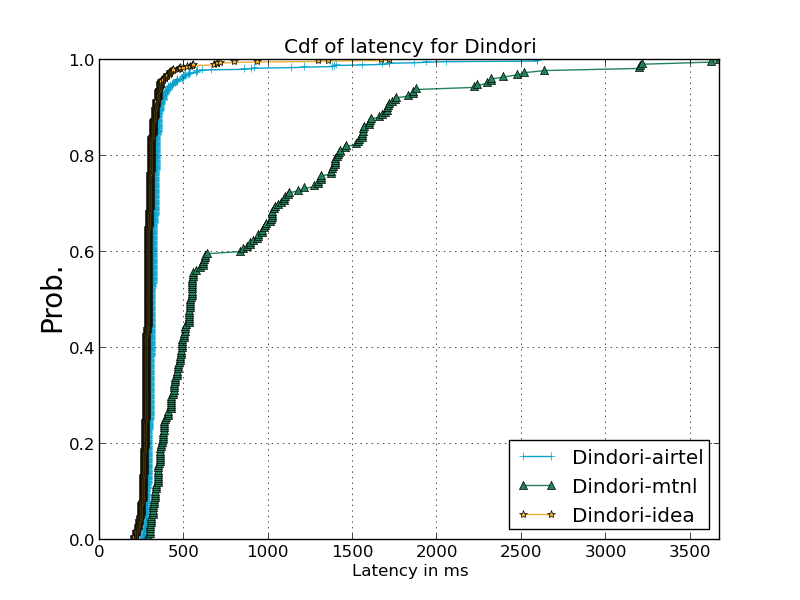 Cdf of latency for Dindori
Prob.
1.0
0.8
0.6
0.4
0.2
0.0
0 500 1000 1500 2000 2500 3000 3500
Latency in ms
Dindori-airtel
Dindori-mtnl
Dindori-idea